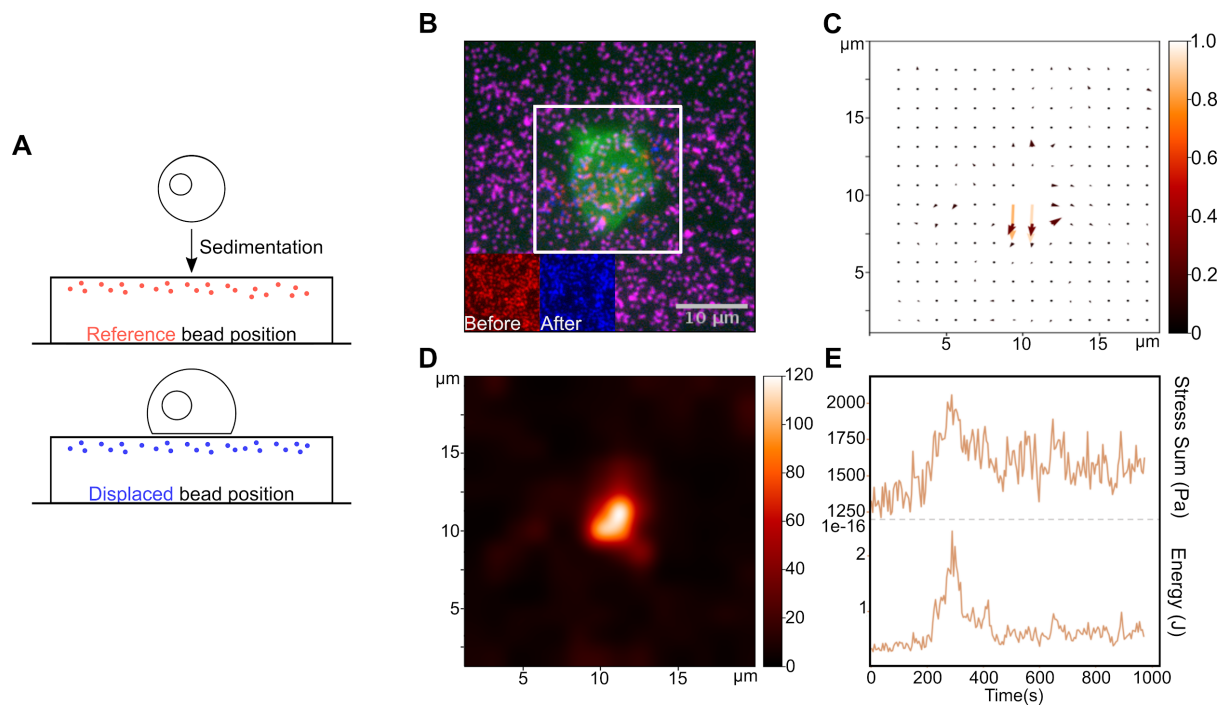 A
Sedimentation
Reference bead position
Displaced bead position
B
Before
After
10 µm
C
µm
15
10
5
5
10
15
µm
1.0
0.8
0.6
0.4
0.2
0
D
µm
15
10
5
5
10
15
µm
120
100
80
60
40
20
0
E
2000
1750
1500
1250
1e-16
2
1
0
200
400
600
800
1000
Time(s)
Stress Sum (Pa)
Energy (J)